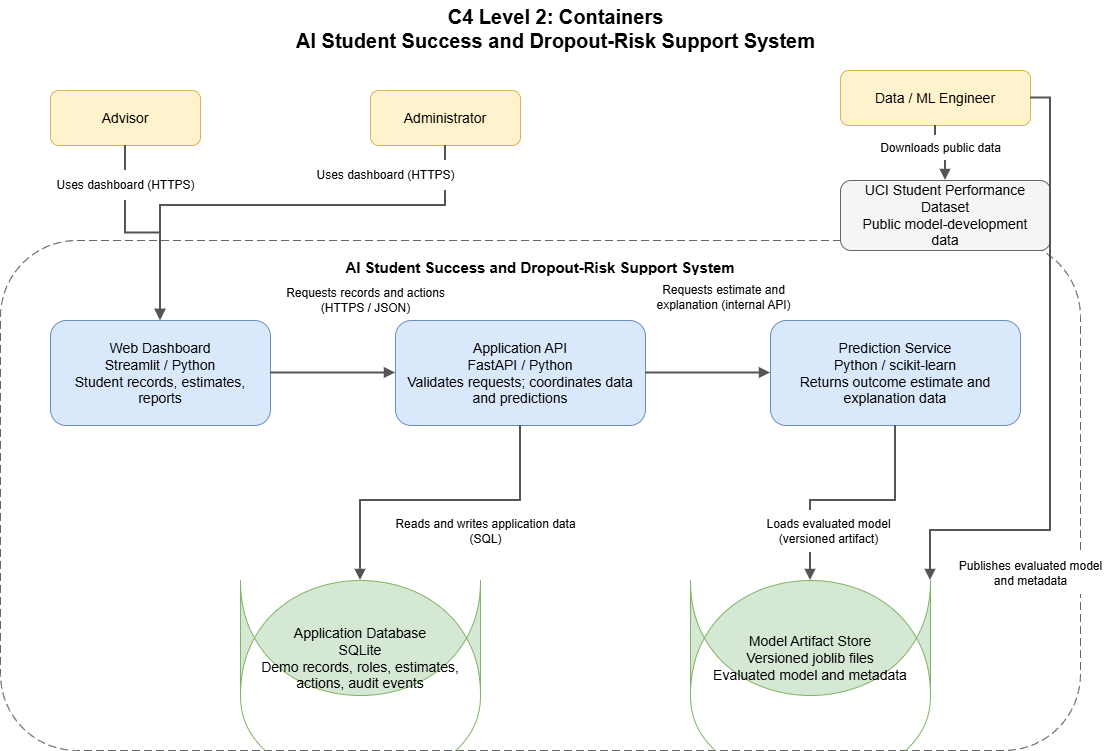 C4 Level 2: Containers
AI Student Success and Dropout-Risk Support System
Advisor
Administrator
Data / ML Engineer
Uses dashboard (HTTPS)
Uses dashboard (HTTPS)
Downloads public data
UCI Student Performance
Dataset
Public model-development
data
AI Student Success and Dropout-Risk Support System
Requests records and actions
(HTTPS / JSON)
Requests estimate and
explanation (internal API)
Web Dashboard
Streamlit / Python
Student records, estimates,
reports
Application API
FastAPI / Python
Validates requests; coordinates data
and predictions
Prediction Service
Python / scikit-learn
Returns outcome estimate and
explanation data
Reads and writes application data
(SQL)
Loads evaluated model
(versioned artifact)
Publishes evaluated model
and metadata
Application Database
SQLite
Demo records, roles, estimates,
actions, audit events
Model Artifact Store
Versioned joblib files
Evaluated model and metadata